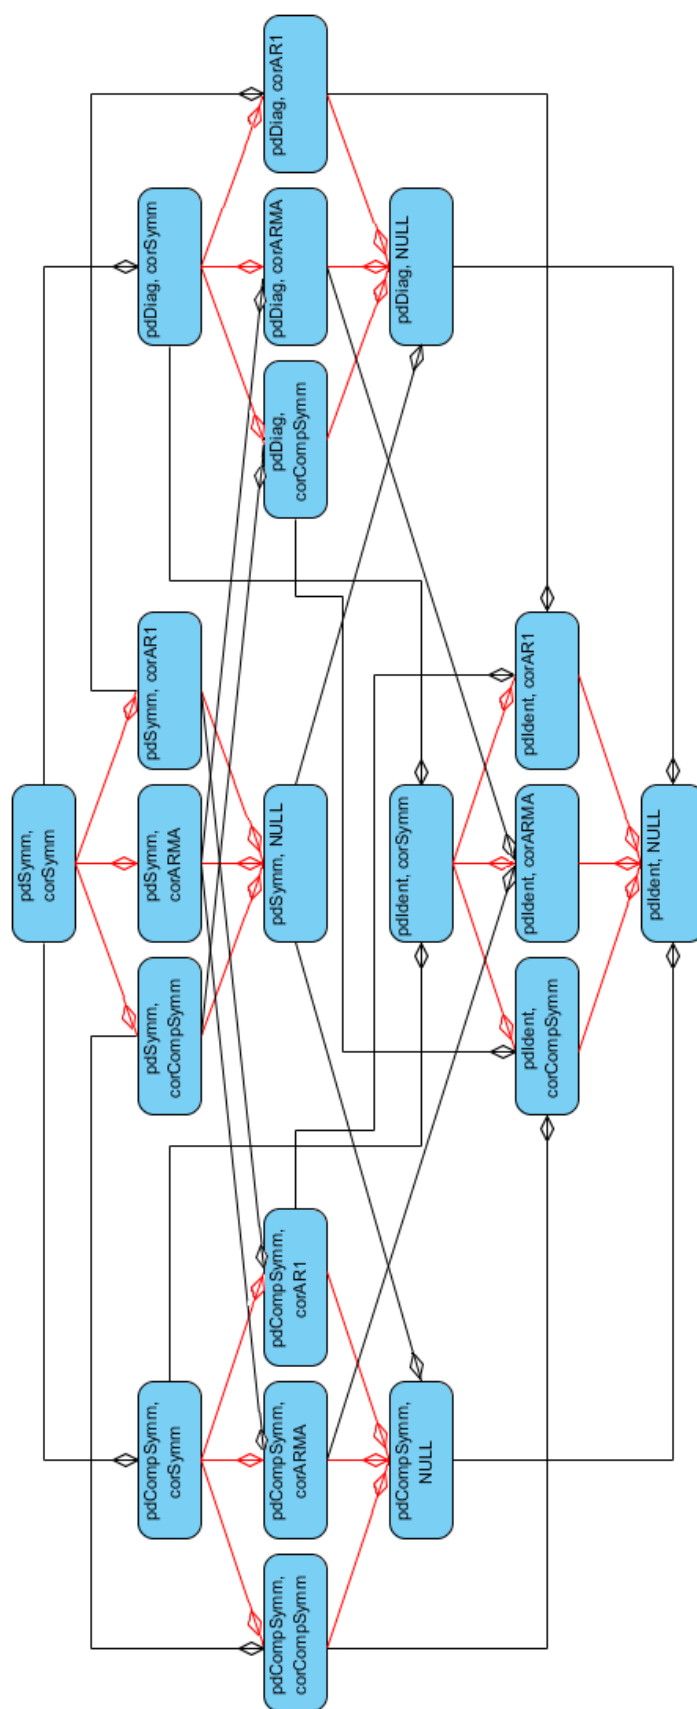 pdSymm,
corSymm
pdCompSymm,
corSymm
pdSymm,
corCompSymm
pdSymm,
corARMA
pdSymm, corAR1
pdDiag, corSymm
pdCompSymm,
corCompSymm
pdCompSymm,
corARMA
pdCompSymm,
corAR1
pdSymm, NULL
pdDiag,
corCompSymm
pdDiag, corARMA
pdDiag, corAR1
pdCompSymm,
NULL
pdIdent, corSymm
pdDiag, NULL
pdIdent,
corCompSymm
pdIdent, corARMA
pdIdent, corAR1
pdIdent, NULL